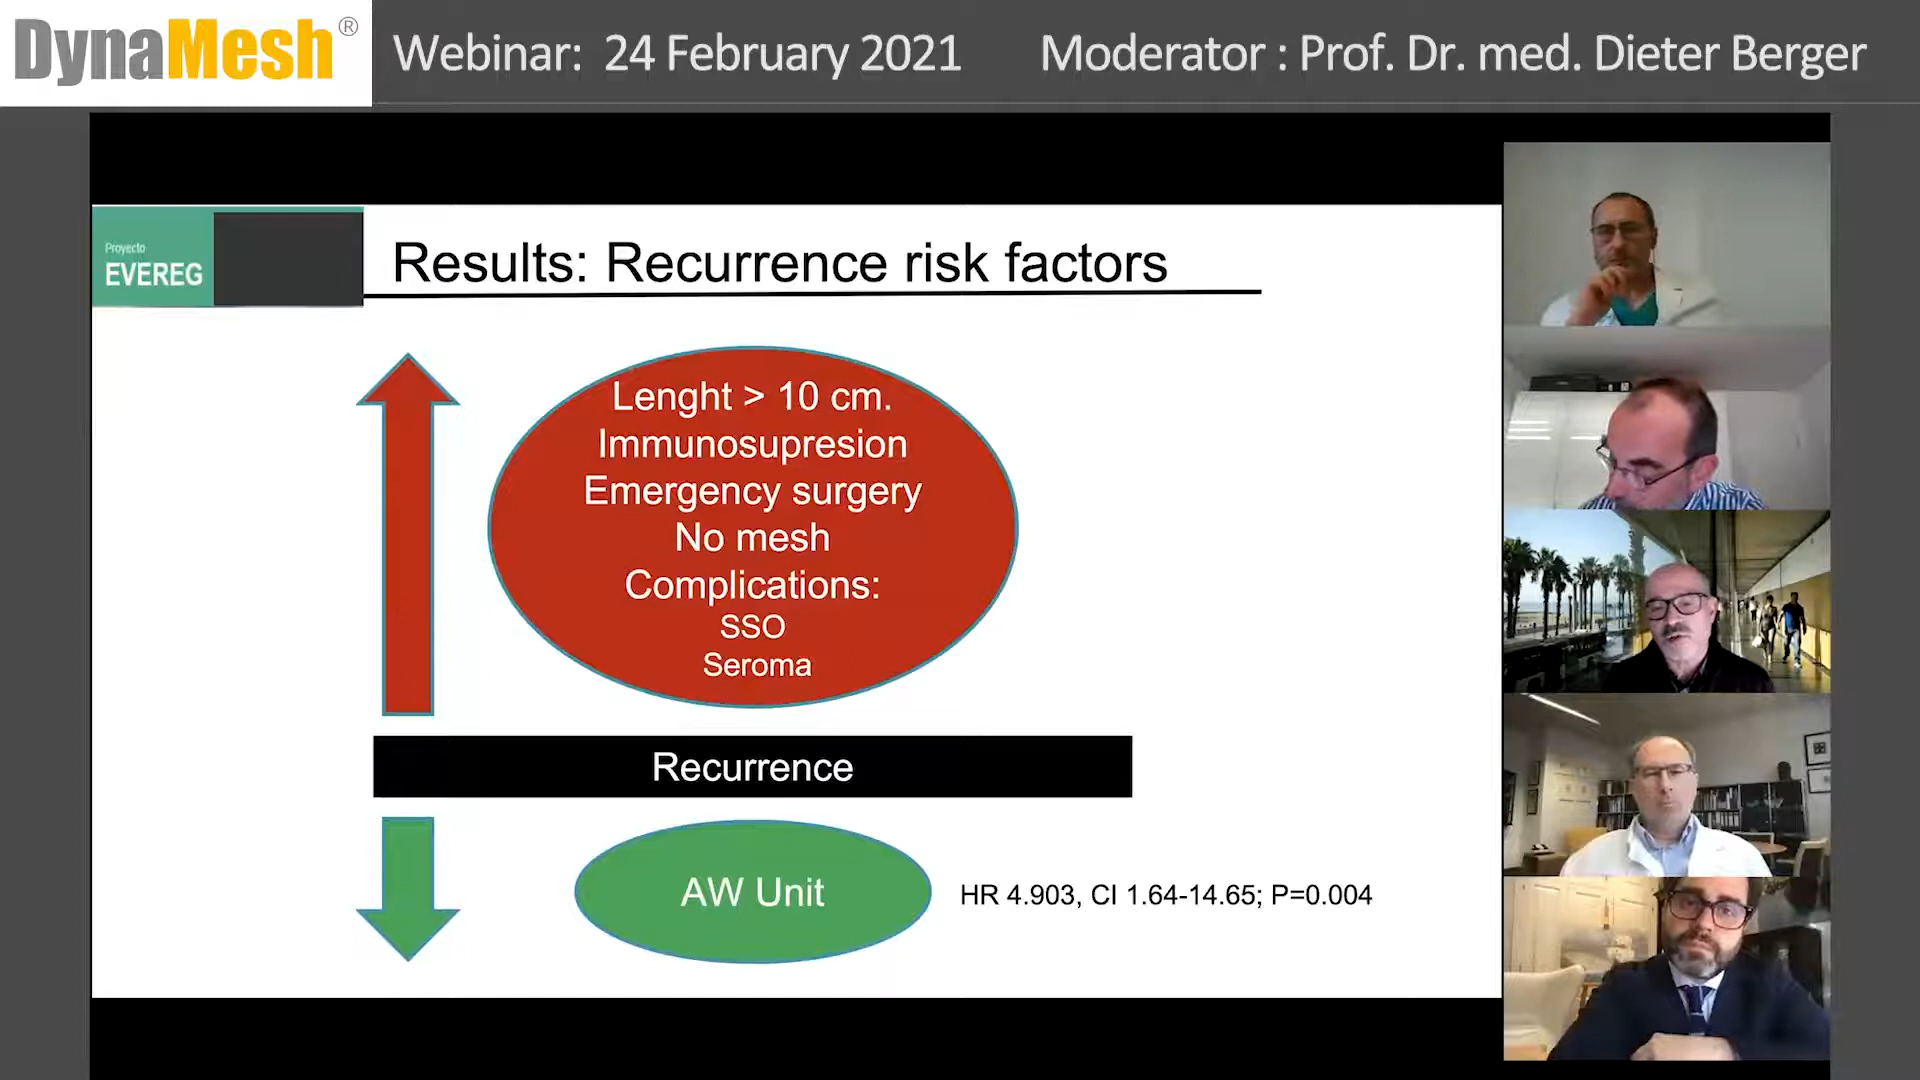 DynaMesh®
Webinar: 24 February 2021
Moderator : Prof. Dr. med. Dieter Berger
Proyecto
EVEREG
Results: Recurrence risk factors
Lenght > 10 cm.
Immunosupresion
Emergency surgery
No mesh
Complications:
SSO
Seroma
Recurrence
AW Unit
HR 4.903, CI 1.64-14.65; P=0.004